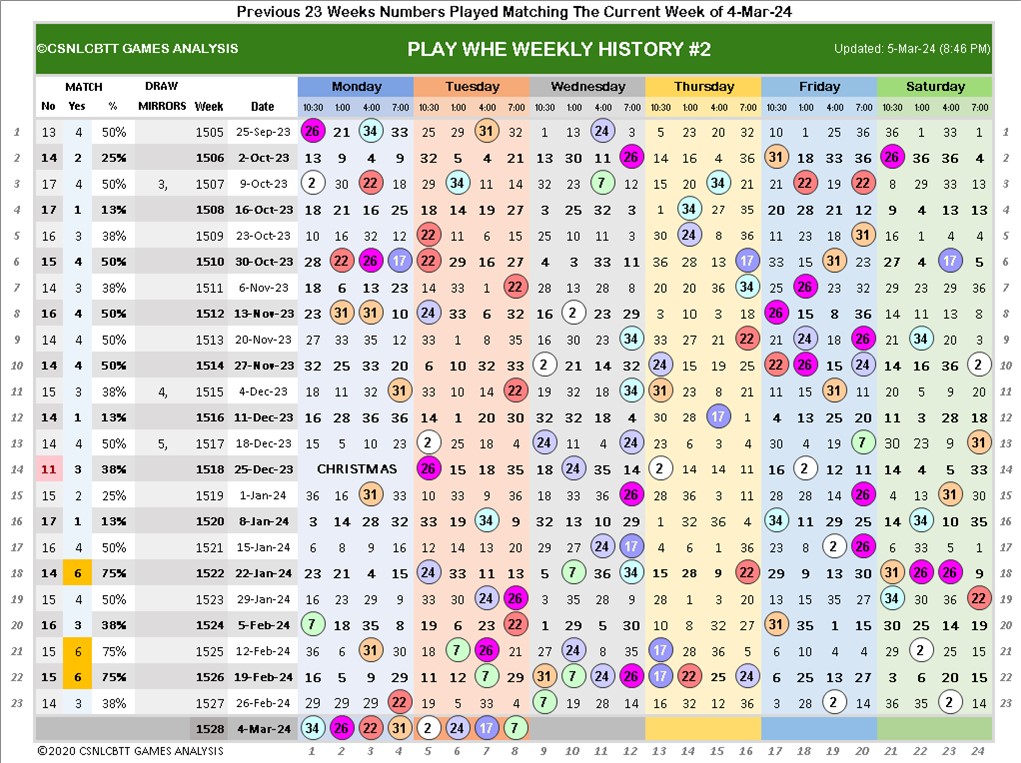 Previous 23 Weeks Numbers Played Matching The Current Week of 4-Mar-24
©CSNLCBTT GAMES ANALYSIS PLAY WHE WEEKLY HISTORY #2 Updated: 5-Mar-24 (8:46 PM)
MATCH DRAW Monday Tuesday Wednesday Thursday Friday Saturday
No Yes % MIRRORS Week Date 10:30 1:00 4:00 7:00 10:30 1:00 4:00 7:00 10:30 1:00 4:00 7:00 10:30 1:00 4:00 7:00 10:30 1:00 4:00 7:00 10:30 1:00 4:00 7:00
1 13 4 50% 1505 25-Sep-23 26 21 34 33 25 29 31 32 1 13 24 3 5 23 20 32 10 1 25 36 36 1 33 1 1
2 14 2 25% 1506 2-Oct-23 13 9 4 9 32 5 4 21 13 30 11 26 14 16 4 36 31 18 33 36 26 36 36 4 2
3 17 4 50% 3, 1507 9-Oct-23 2 30 22 18 29 34 11 14 32 23 7 12 15 20 34 21 21 22 19 22 8 29 33 13 3
4 17 1 13% 1508 16-Oct-23 18 21 16 25 18 14 19 27 3 25 32 3 1 34 27 35 20 28 21 12 9 4 13 13 4
5 16 3 38% 1509 23-Oct-23 10 16 32 12 22 11 6 15 25 10 11 3 30 24 14 36 11 23 18 31 16 1 4 4 5
6 15 4 50% 1510 30-Oct-23 28 22 26 17 22 29 16 27 4 3 33 11 36 28 13 17 33 15 31 23 27 4 17 5 6
7 14 3 38% 1511 6-Nov-23 18 6 13 23 14 33 1 22 28 13 28 8 20 20 36 34 25 26 23 32 22 23 29 36 7
8 16 4 50% 1512 13-Nov-23 23 31 31 10 24 33 6 32 16 2 23 29 3 10 3 18 26 15 8 36 14 11 13 8 8
9 14 4 50% 1513 20-Nov-23 27 33 35 12 33 1 8 35 16 30 23 34 33 27 36 22 21 24 18 26 21 34 20 3 9
10 14 4 50% 1514 27-Nov-23 32 25 33 20 6 10 32 33 2 21 14 32 24 15 19 25 22 26 15 24 14 16 36 2 10
11 15 3 38% 4, 1515 4-Dec-23 18 11 32 31 33 10 14 22 11 18 32 34 31 23 8 21 15 11 31 11 20 5 9 20 11
12 14 1 13% 1516 11-Dec-23 16 28 36 36 14 1 20 30 32 32 18 4 30 28 17 1 4 13 25 20 11 3 28 18 12
13 14 4 50% 5, 1517 18-Dec-23 15 5 10 23 2 25 18 4 24 11 4 24 23 6 3 4 30 4 19 7 30 23 9 31 13
14 11 3 38% 1518 25-Dec-23 CHRISTMAS 26 15 18 35 18 24 35 14 2 14 14 11 16 2 12 11 14 4 5 33 14
15 15 2 25% 1519 1-Jan-24 36 16 31 33 10 33 9 36 18 33 36 26 28 36 3 11 28 28 14 26 4 13 31 30 15
16 17 1 13% 1520 8-Jan-24 3 14 28 32 33 19 34 9 32 13 10 29 1 32 36 4 34 11 29 25 14 34 10 35 16
17 16 4 50% 1521 15-Jan-24 6 8 9 16 12 14 13 20 29 27 24 17 4 6 1 36 23 8 2 26 6 33 5 1 17
18 14 6 75% 1522 22-Jan-24 23 21 4 15 24 33 11 13 5 7 36 34 15 28 9 22 29 9 13 30 31 26 26 9 18
19 15 4 50% 1523 29-Jan-24 16 23 29 9 33 30 24 26 3 35 28 9 28 1 3 20 13 15 35 27 34 30 36 22 19
20 16 3 38% 1524 5-Feb-24 7 18 35 8 19 6 23 22 1 29 5 30 10 8 32 27 31 35 1 15 30 25 14 19 20
21 15 6 75% 1525 12-Feb-24 36 6 31 30 18 7 26 21 27 24 8 35 17 14 36 5 6 10 4 4 29 2 25 15 21
22 15 6 75% 1526 19-Feb-24 16 5 9 29 11 12 7 29 31 7 24 26 17 22 25 24 6 25 13 27 3 6 20 15 22
23 14 3 38% 1527 26-Feb-24 29 29 29 22 19 5 33 4 7 19 28 14 16 32 12 36 3 28 2 14 36 35 2 14 23
1528 4-Mar-24 34 26 22 31 2 24 17 7
©2020 CSNLCBTT GAMES ANALYSIS 1 2 3 4 5 6 7 8 9 10 11 12 13 14 15 16 17 18 19 20 21 22 23 24